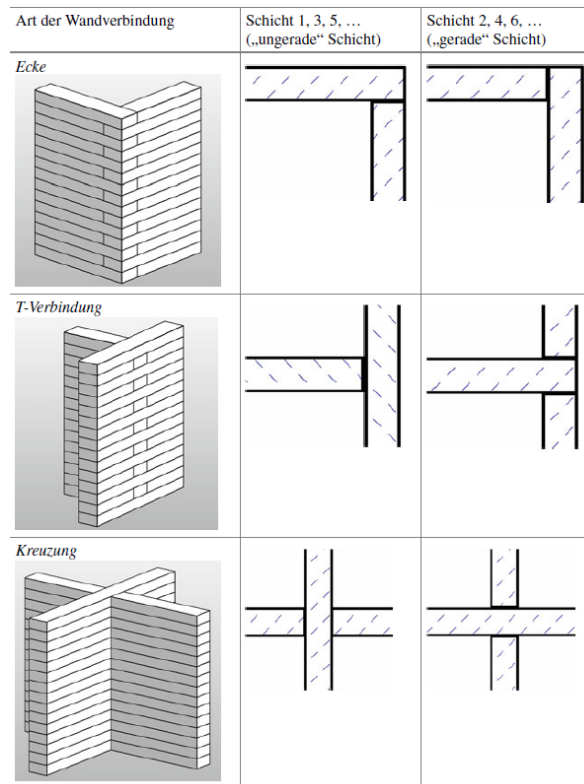 Art der Wandverbindung
Schicht 1, 3, 5, …
(„ungerade“ Schicht)
Schicht 2, 4, 6, …
(„gerade“ Schicht)
Ecke
T-Verbindung
Kreuzung